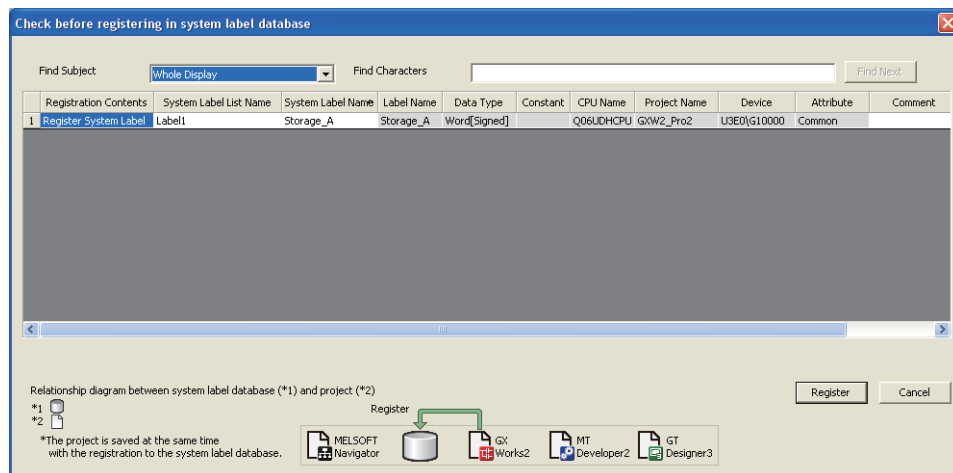 Check before registering in system label database
Find Subject Whole Display Find Characters Find Next
Registration Contents System Label List Name System Label Name Label Name Data Type Constant CPU Name Project Name Device Attribute Comment
1 Register System Label Label1 Storage_A Storage_A Word[Signed] Q06UDHCPU GXW2_Pro2 U3E0\G10000 Common
Relationship diagram between system label database (*1) and project (*2)
*1
*2
*The project is saved at the same time
with the registration to the system label database.
Register
MELSOFT
Navigator
GX
Works2
MT
Developer2
GT
Designer3
Register Cancel